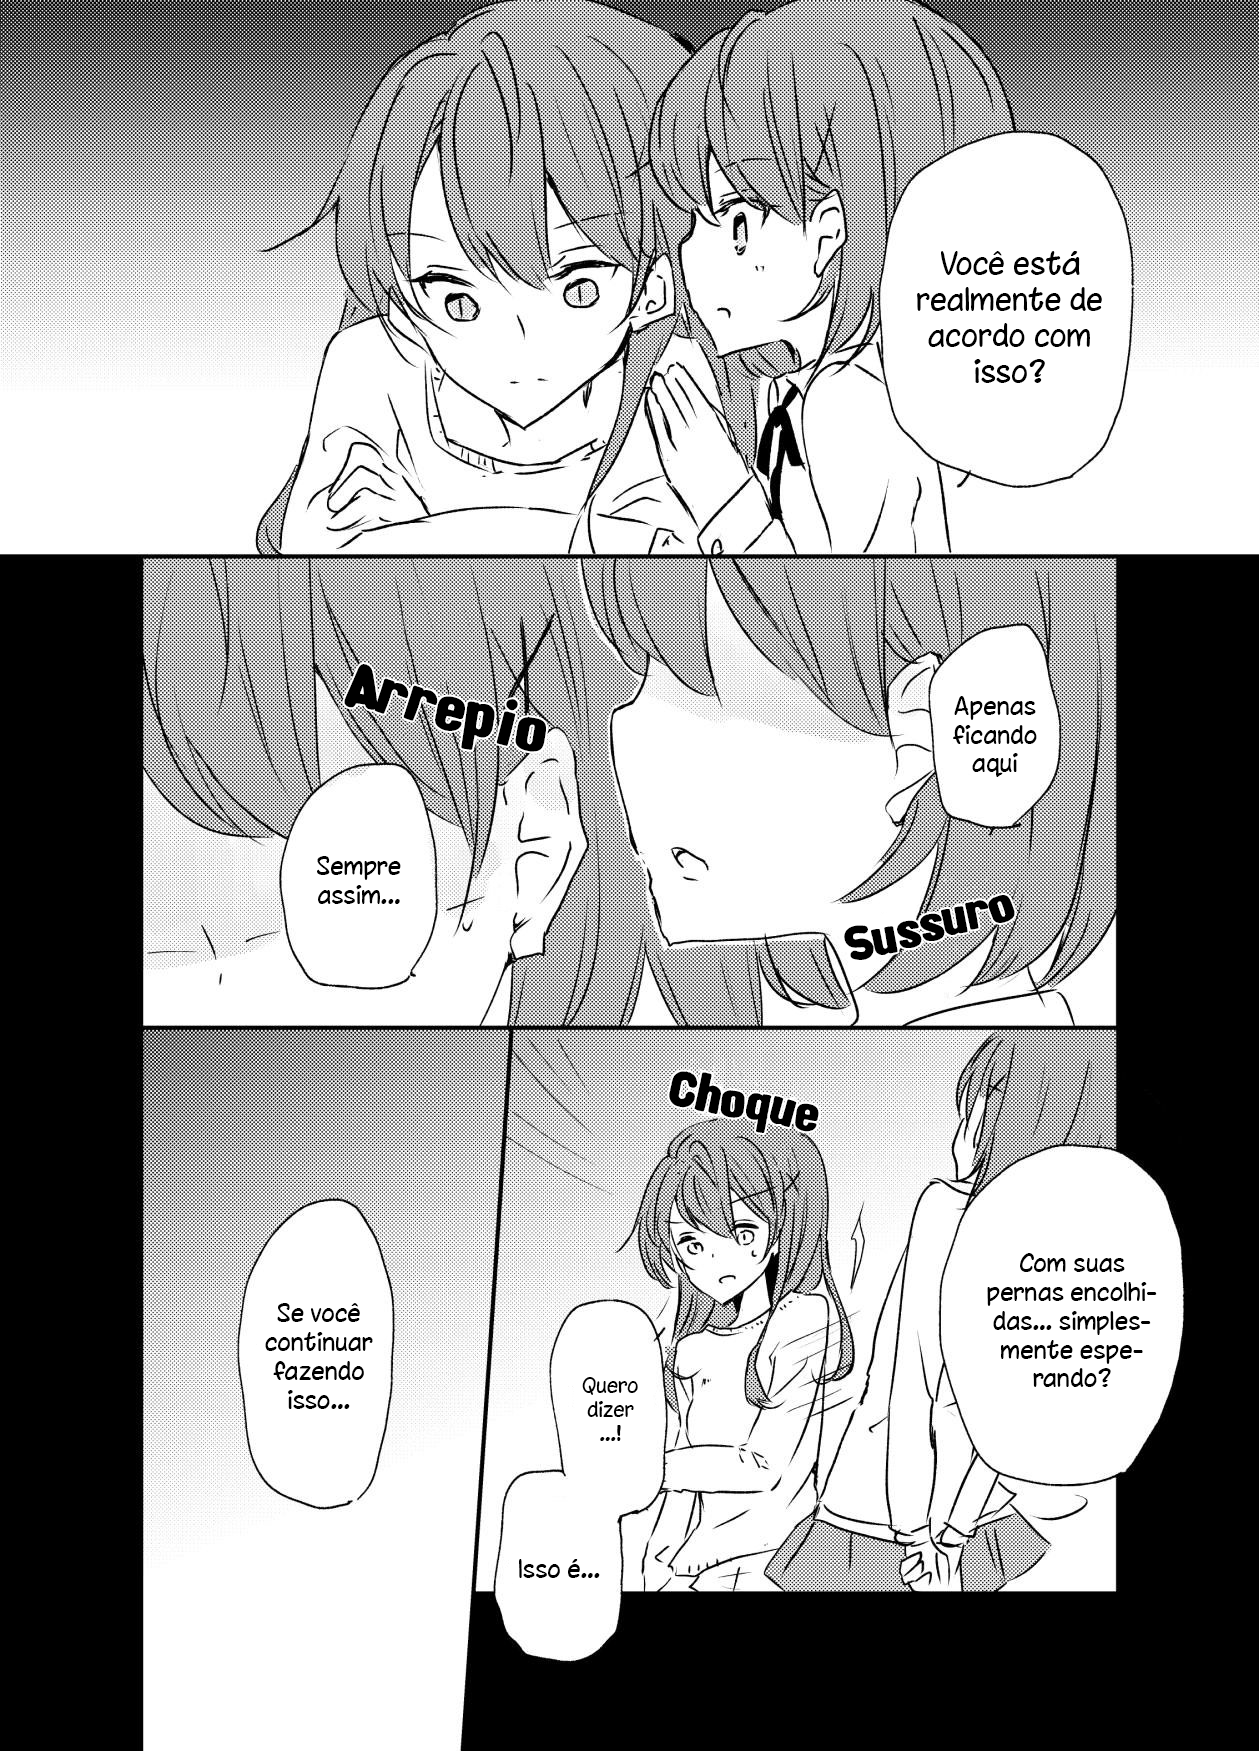 Você está
realmente de
acordo com
isso?
Apenas
ficando
aqui
Arrepio
Sempre
assim...
Sussuro
Choque
Com suas
pernas encolhi-
das... simples-
mente espe-
rando?
Quero
dizer
...!
Isso é...
Se você
continuar
fazendo
isso...